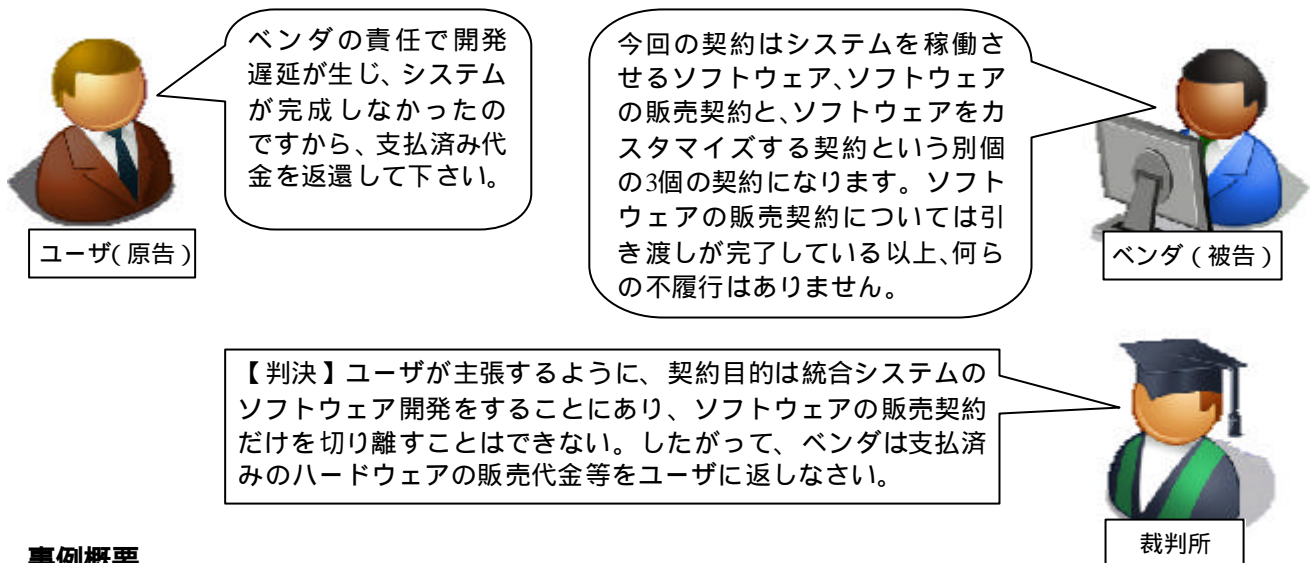 ベンダの責任で開発
遅延が生じ、システム
が完成しなかったの
ですから、支払済み代
金を返還して下さい。
ユーザ(原告)
今回の契約はシステムを稼働さ
せるソフトウェア、ソフトウェア
の販売契約と、ソフトウェアをカ
スタマイズする契約という別個
の3個の契約になります。ソフト
ウェアの販売契約については引
き渡しが完了している以上、何ら
の不履行はありません。
ベンダ(被告)
【判決】ユーザが主張するように、契約目的は統合システムの
ソフトウェア開発をすることにあり、ソフトウェアの販売契約
だけを切り離すことはできない。したがって、ベンダは支払済
みのハードウェアの販売代金等をユーザに返しなさい。
裁判所
事例概要